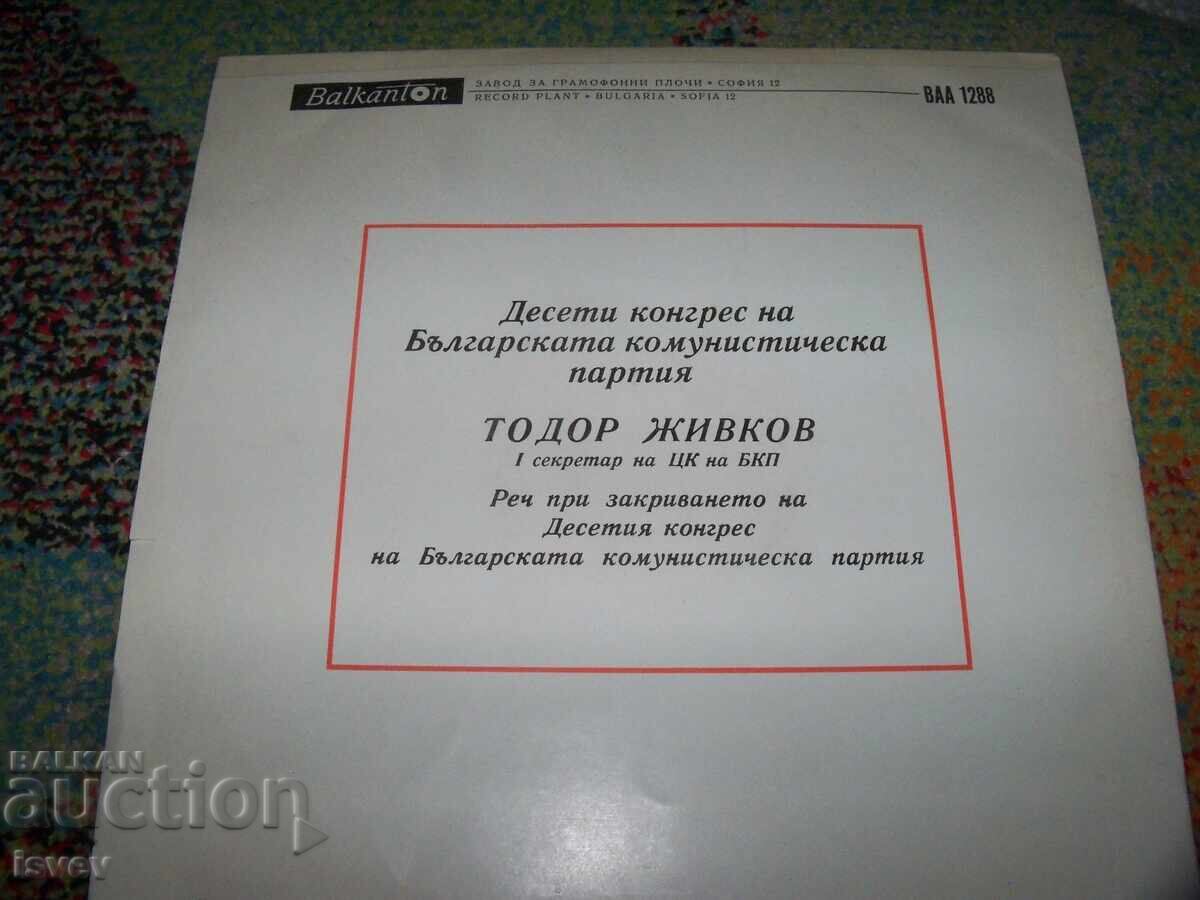 Balkanton
ЗАВОД ЗА ГРАМОФОННИ ПЛОЧИ • СОФИЯ 12
RECORD PLANT • BULGARIA • SOFIA 12
ВАА 1288
Десети конгрес на
Българската комунистическа
партия
ТОДОР ЖИВКОВ
I секретар на ЦК на БКП
Реч при закриването на
Десетия конгрес
на Българската комунистическа партия
BALKAN
auction
isvev